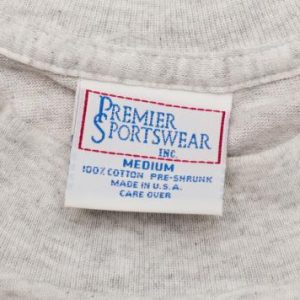 PREMIER
SPORTSWEAR
INC.
MEDIUM
100% COTTON PRE-SHRUNK
MADE IN U.S.A.
CARE OVER